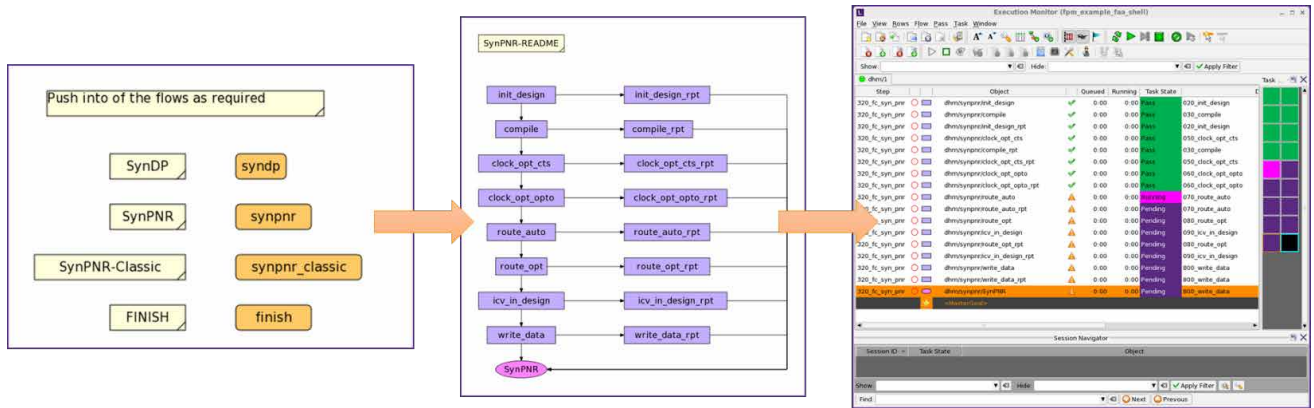 Push into of the flows as required
SynDP
syndp
SynPNR
synpnr
SynPNR-Classic
synpnr_classic
FINISH
finish
SynPNR-README
init_design
init_design_rpt
compile
compile_rpt
clock_opt_cts
clock_opt_cts_rpt
clock_opt_opto
clock_opt_opto_rpt
route_auto
route_auto_rpt
route_opt
route_opt_rpt
icv_in_design
icv_in_design_rpt
write_data
write_data_rpt
SynPNR
Execution Monitor (fpm_example_faa_shell)
File View Rows Flow Pass Task Window
Show: Hide: Apply Filter
dhm/1
Task
Step Object Queued Running Task State D
320_fc_syn_pnr dhm/synpnr/init_design 0:00 0:00 Pass 020_init_design
320_fc_syn_pnr dhm/synpnr/compile 0:00 0:00 Pass 030_compile
320_fc_syn_pnr dhm/synpnr/init_design_rpt 0:00 0:00 Pass 020_init_design
320_fc_syn_pnr dhm/synpnr/clock_opt_cts 0:00 0:00 Pass 050_clock_opt_cts
320_fc_syn_pnr dhm/synpnr/compile_rpt 0:00 0:00 Pass 030_compile
320_fc_syn_pnr dhm/synpnr/clock_opt_cts_rpt 0:00 0:00 Pass 050_clock_opt_cts
320_fc_syn_pnr dhm/synpnr/clock_opt_opto 0:00 0:00 Pass 060_clock_opt_opto
320_fc_syn_pnr dhm/synpnr/clock_opt_opto_rpt 0:00 0:00 Pass 060_clock_opt_opto
320_fc_syn_pnr dhm/synpnr/route_auto 0:00 0:00 Running 070_route_auto
320_fc_syn_pnr dhm/synpnr/route_auto_rpt 0:00 0:00 Pending 070_route_auto
320_fc_syn_pnr dhm/synpnr/route_opt 0:00 0:00 Pending 080_route_opt
320_fc_syn_pnr dhm/synpnr/icv_in_design 0:00 0:00 Pending 090_icv_in_design
320_fc_syn_pnr dhm/synpnr/route_opt_rpt 0:00 0:00 Pending 080_route_opt
320_fc_syn_pnr dhm/synpnr/icv_in_design_rpt 0:00 0:00 Pending 090_icv_in_design
320_fc_syn_pnr dhm/synpnr/write_data 0:00 0:00 Pending 800_write_data
320_fc_syn_pnr dhm/synpnr/write_data_rpt 0:00 0:00 Pending 800_write_data
320_fc_syn_pnr dhm/synpnr/SynPNR 0:00 0:00 Pending 800_write_data
<MasterGoal>
Session Navigator
Session ID Task State Object
Show Hide Apply Filter
Find Next Previous